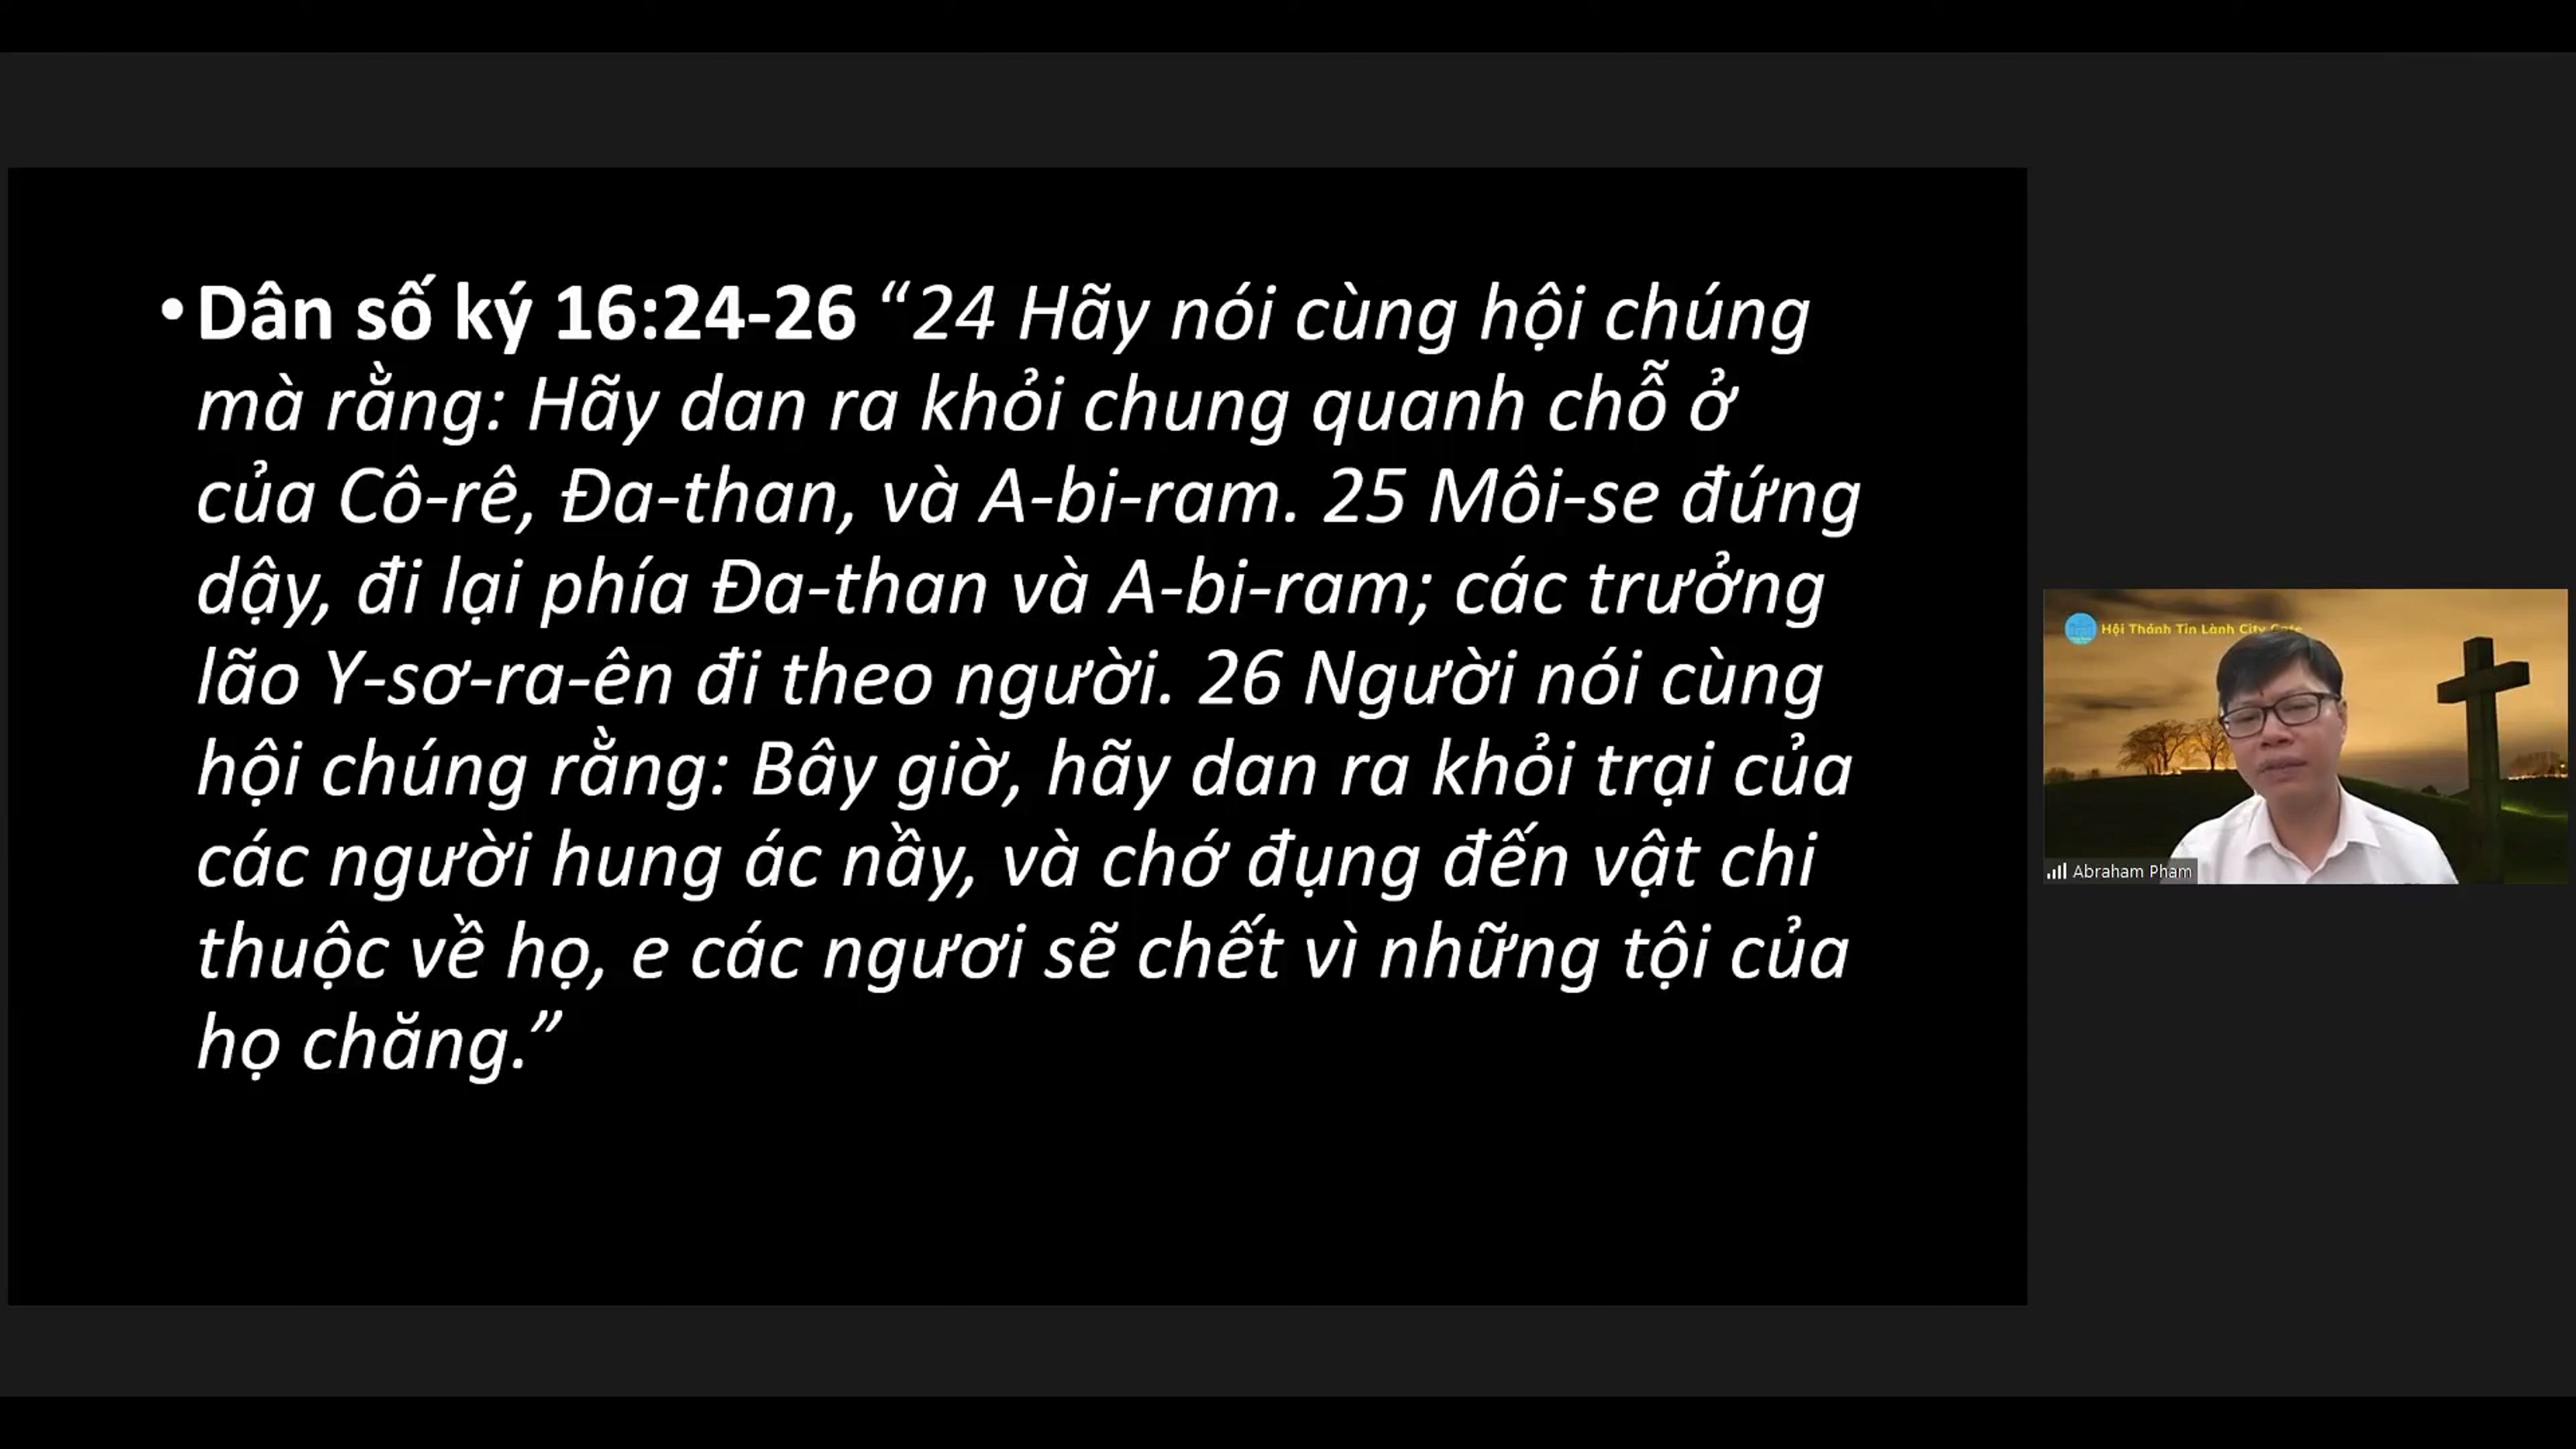 •Dân số ký 16:24-26 “24 Hãy nói cùng hội chúng
mà rằng: Hãy dan ra khỏi chung quanh chỗ ở
của Cô-rê, Đa-than, và A-bi-ram. 25 Môi-se đứng
dậy, đi lại phía Đa-than và A-bi-ram; các trưởng
lão Y-sơ-ra-ên đi theo người. 26 Người nói cùng
hội chúng rằng: Bây giờ, hãy dan ra khỏi trại của
các người hung ác nầy, và chớ đụng đến vật chi
thuộc về họ, e các ngươi sẽ chết vì những tội của
họ chăng.”
Hội Thánh Tin Lành City
Abraham Pham